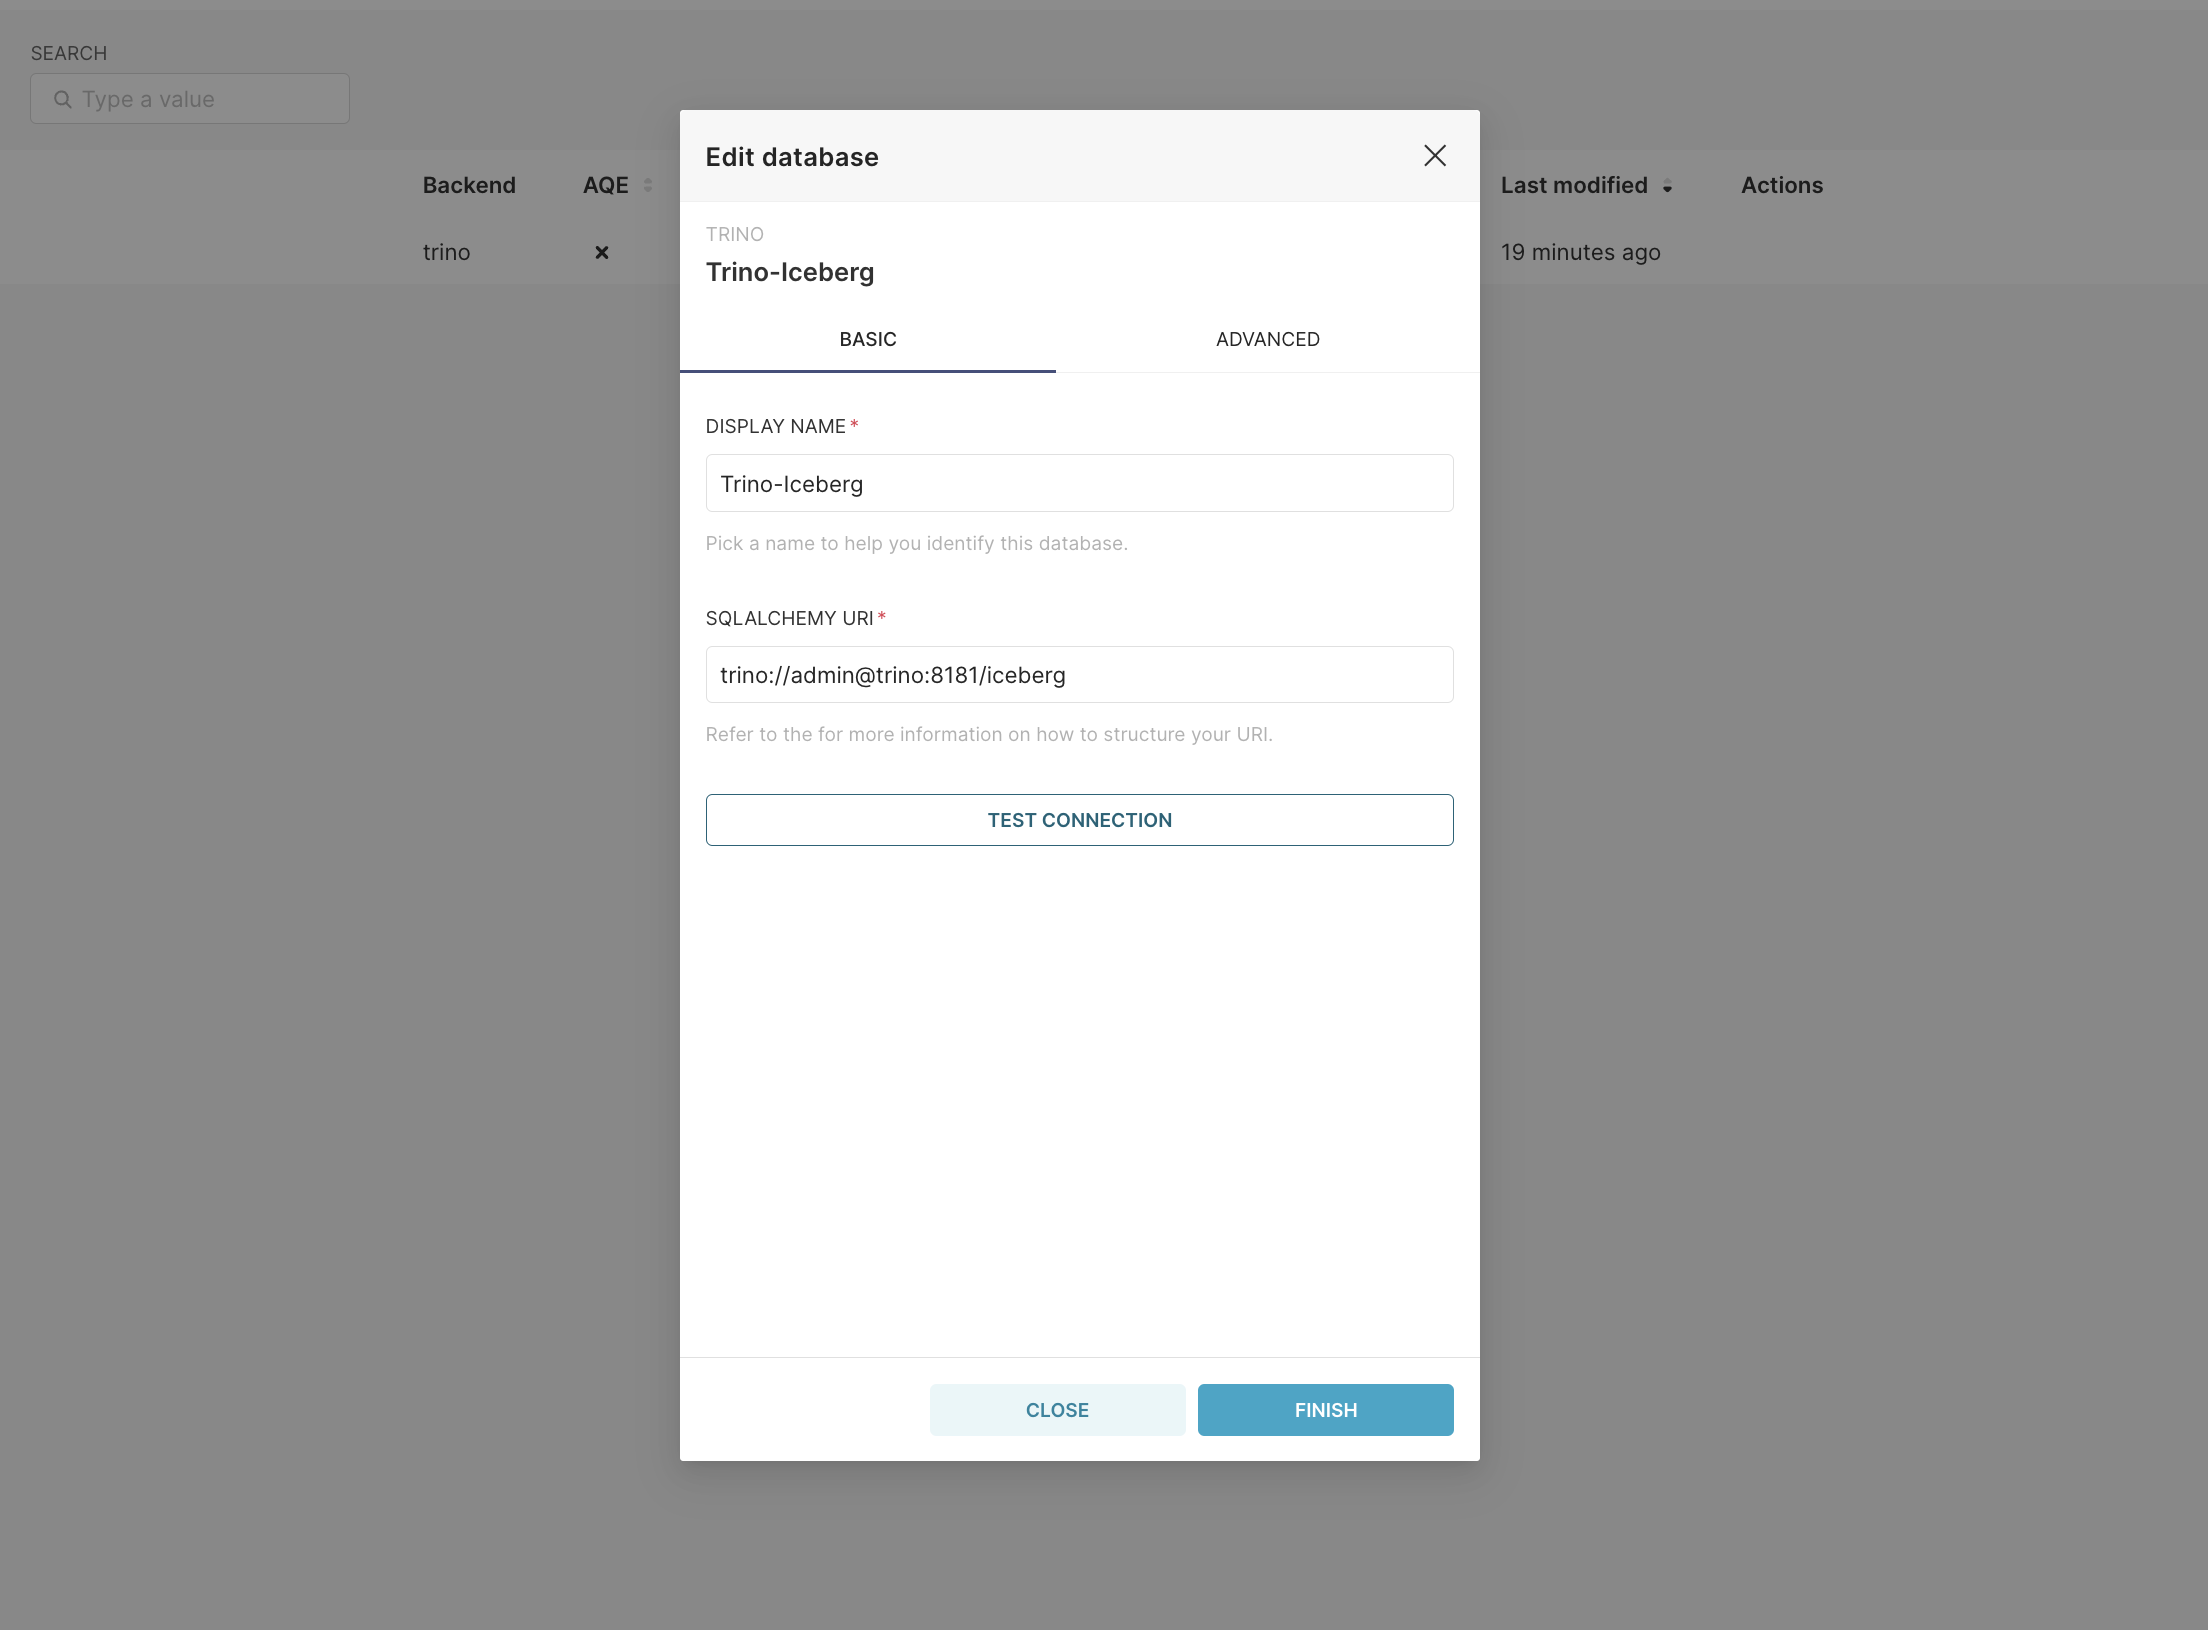 SEARCH
Type a value
Backend AQE Last modified Actions
trino 19 minutes ago
Edit database
TRINO
Trino-Iceberg
BASIC ADVANCED
DISPLAY NAME*
Trino-Iceberg
Pick a name to help you identify this database.
SQLALCHEMY URI*
trino://admin@trino:8181/iceberg
Refer to the for more information on how to structure your URI.
TEST CONNECTION
CLOSE FINISH